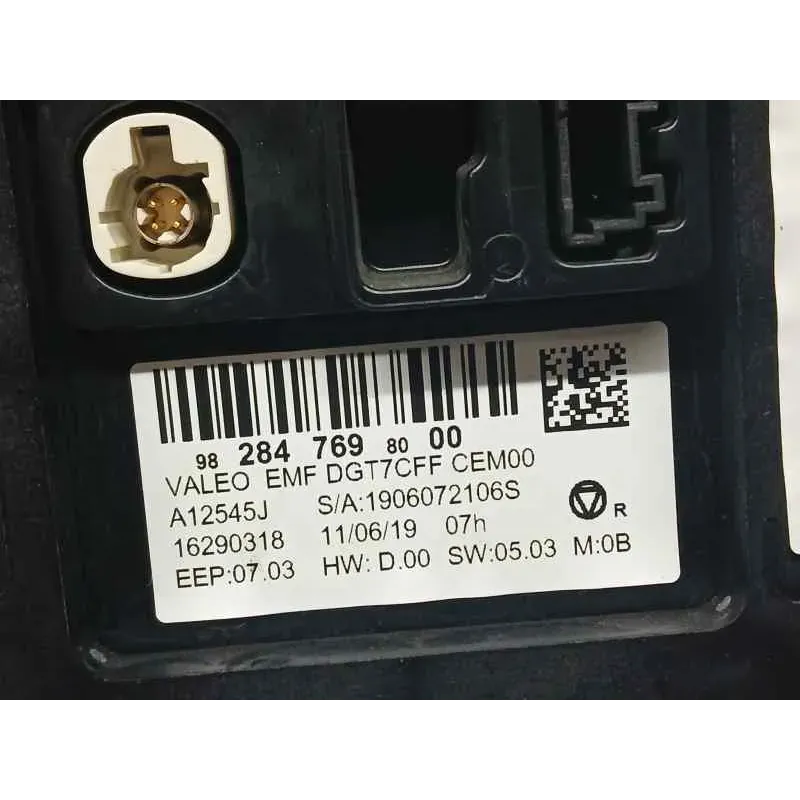 98 284 769 80 00
VALEO EMF DGT7CFF CEM00
A12545J S/A:1906072106S
16290318 11/06/19 07h R
EEP:07.03 HW: D.00 SW:05.03 M:0B